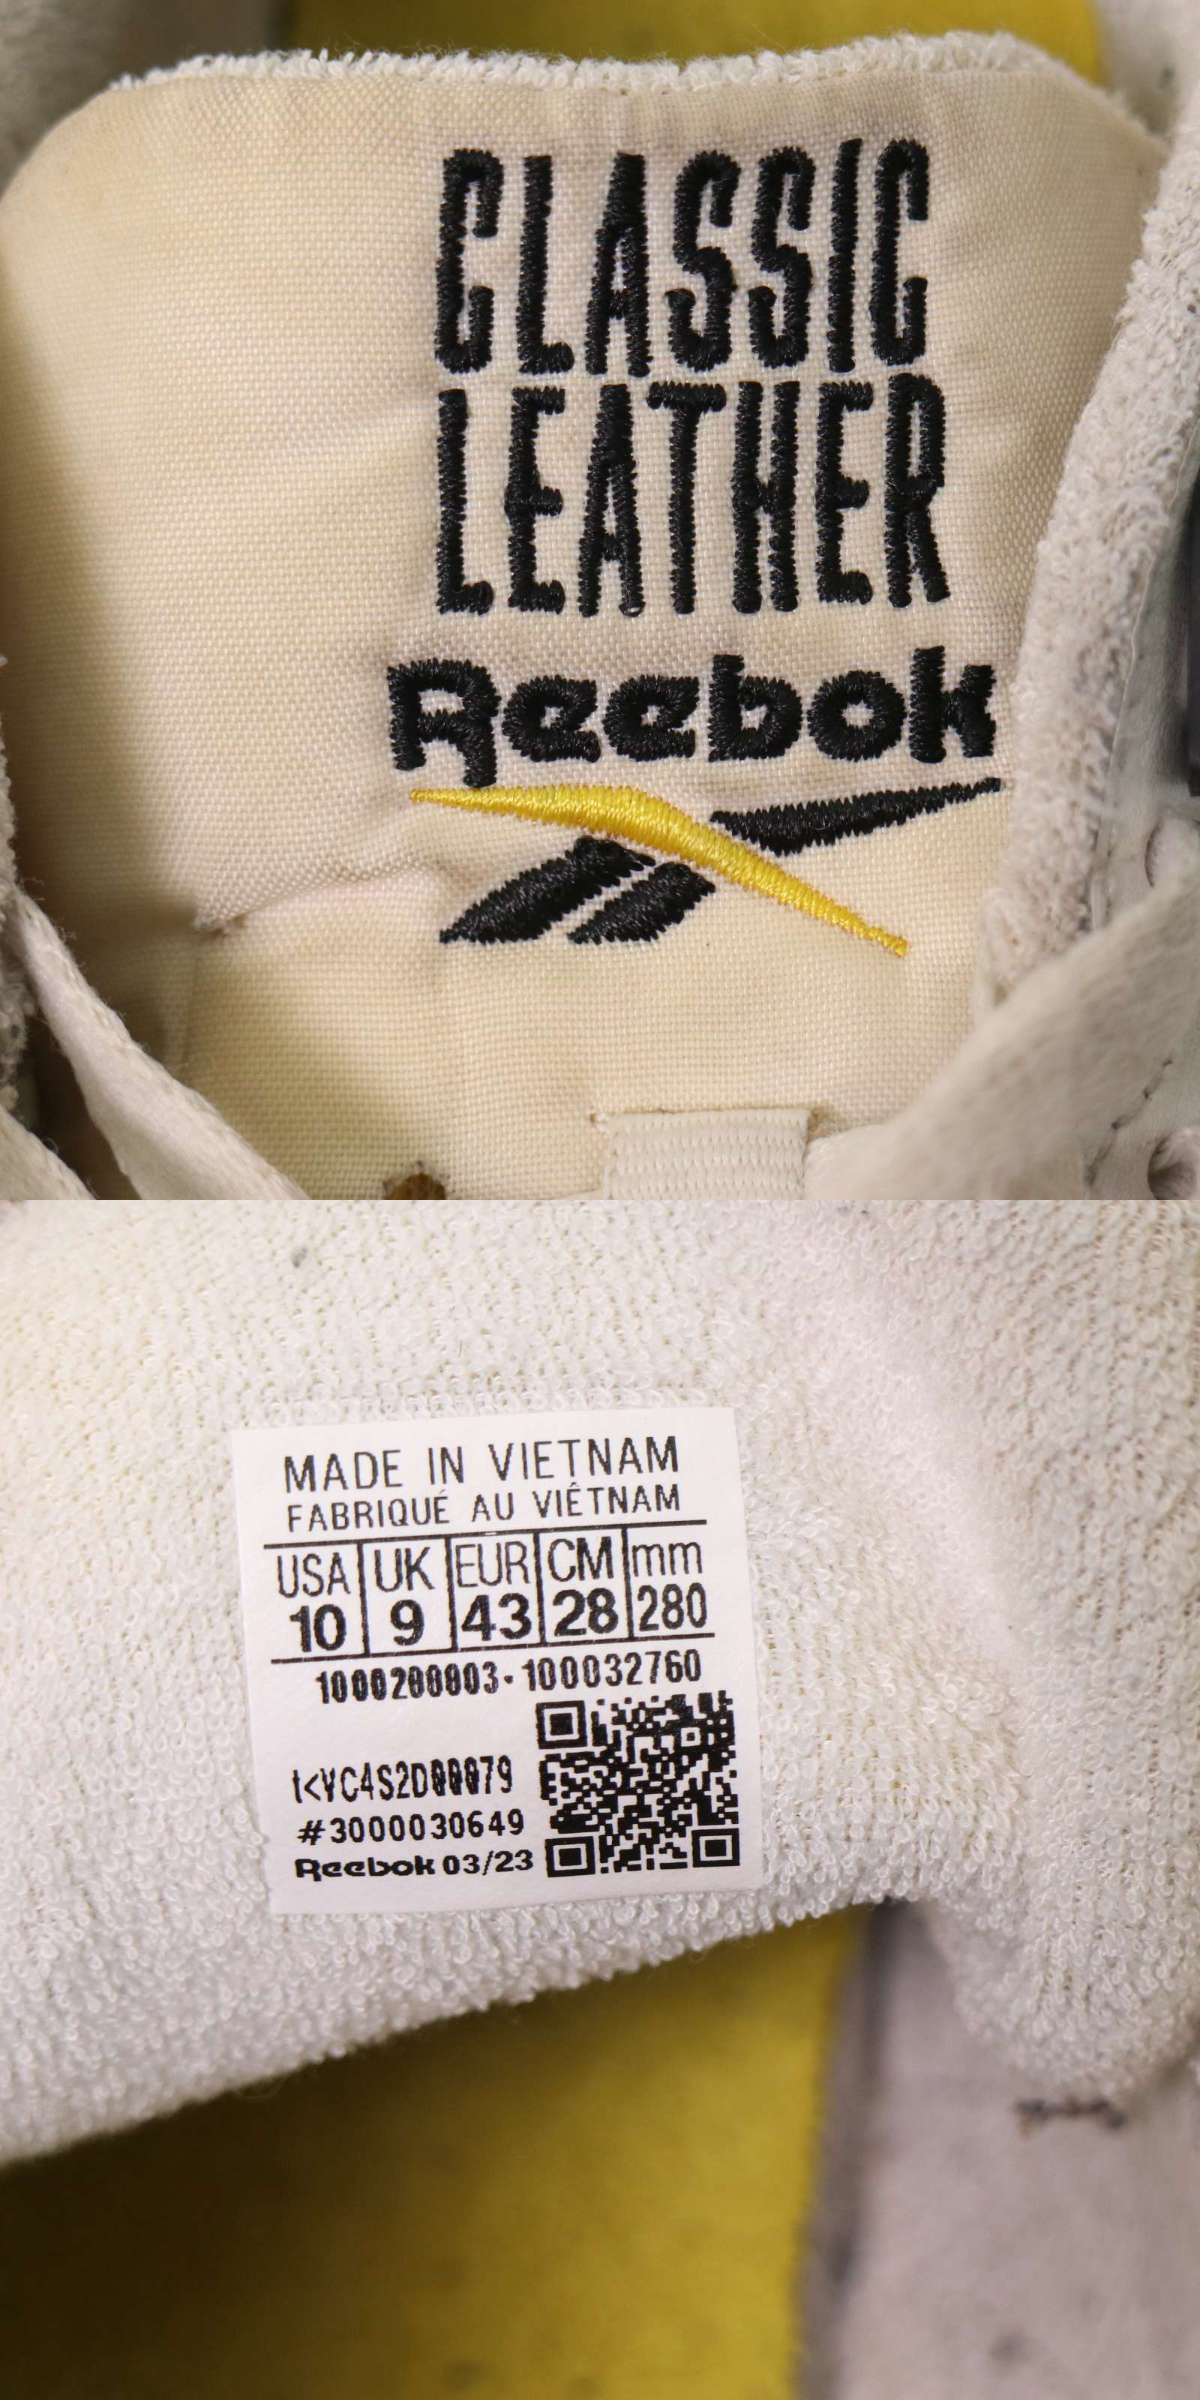 CLASSIC
LEATHER
Reebok
MADE IN VIETNAM
FABRIQUÉ AU VIÊTNAM
USA UK EUR CM mm
10 9 43 28 280
1000200003·100032760
#3000030649
Reebok 03/23